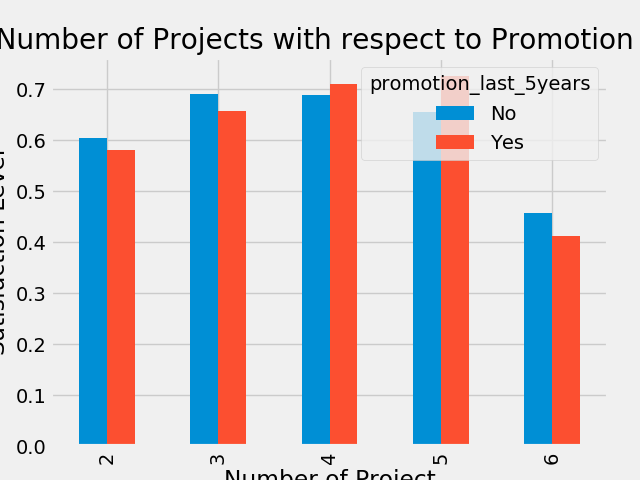 Number of Projects with respect to Promotion
promotion_last_5years
No
Yes
0.7
0.6
0.5
0.4
0.3
0.2
0.1
0.0
Satisfaction Level
2
3
4
5
6
Number of Project